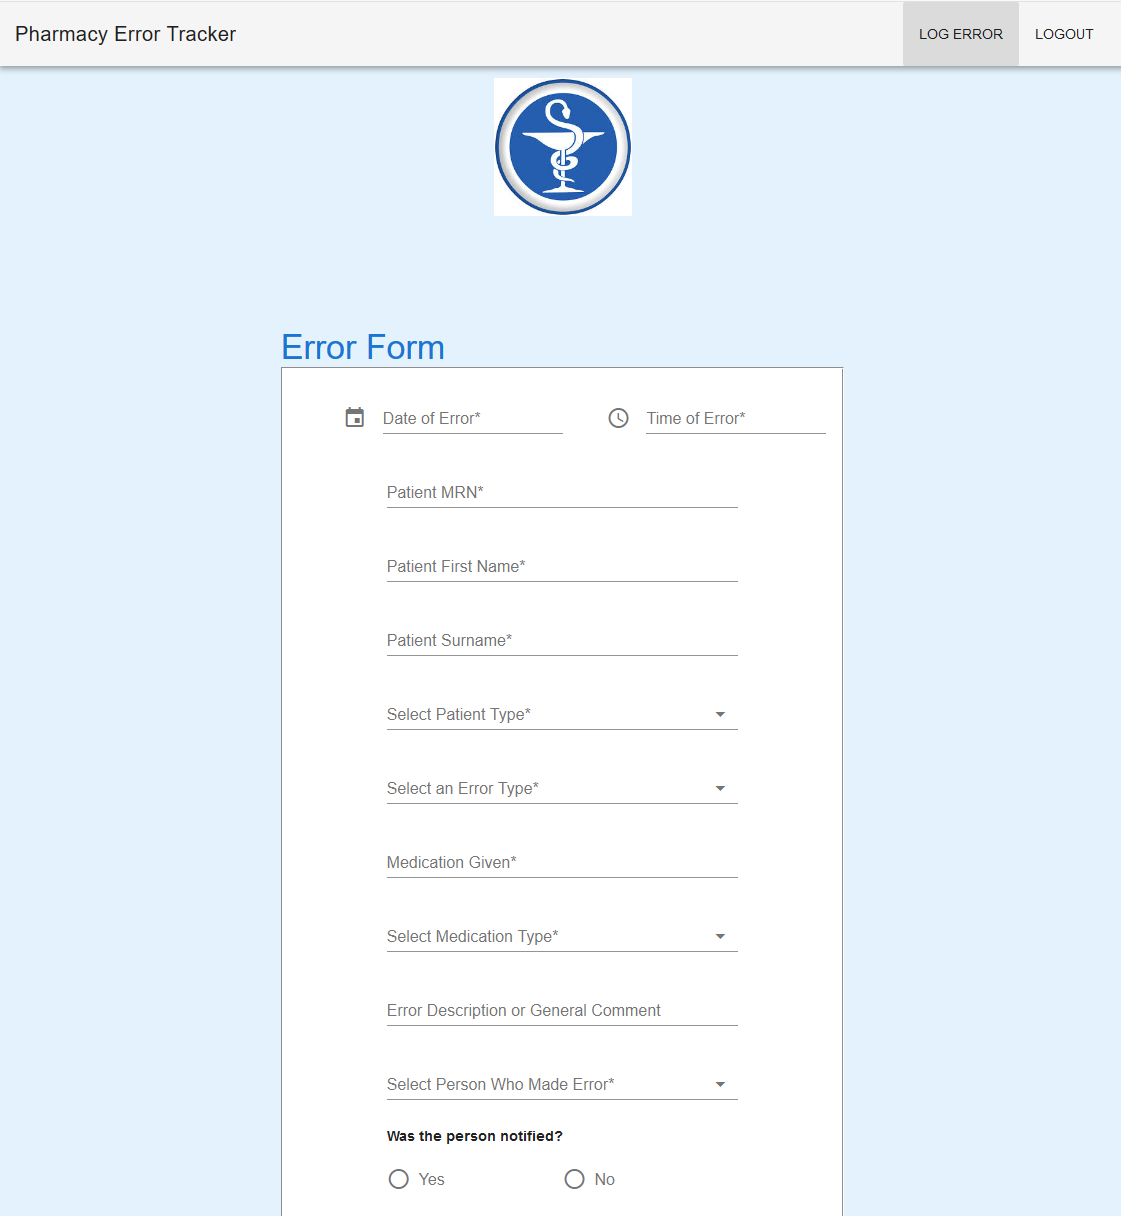 Pharmacy Error Tracker
LOG ERROR
LOGOUT
Error Form
Date of Error*
Time of Error*
Patient MRN*
Patient First Name*
Patient Surname*
Select Patient Type*
Select an Error Type*
Medication Given*
Select Medication Type*
Error Description or General Comment
Select Person Who Made Error*
Was the person notified?
Yes
No